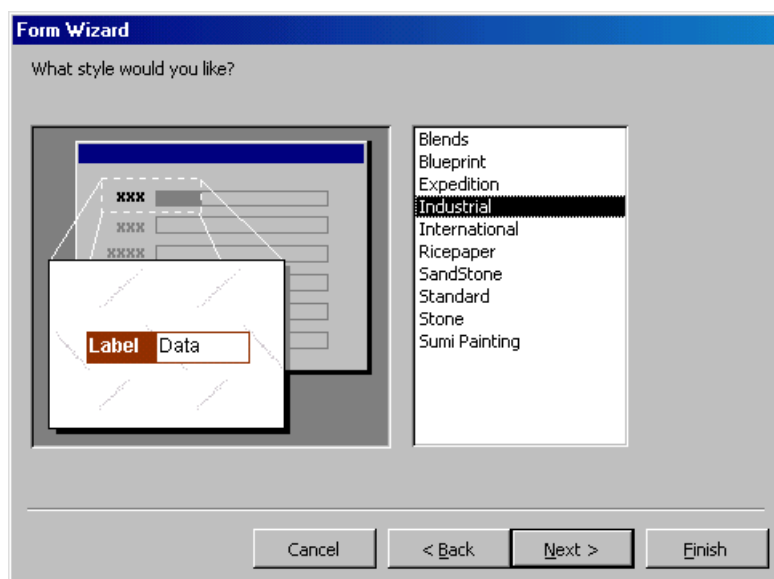 Form Wizard
What style would you like?
xxx
xxx
xxxx
Label Data
Blends
Blueprint
Expedition
Industrial
International
Ricepaper
SandStone
Standard
Stone
Sumi Painting
Cancel
< Back
Next >
Finish